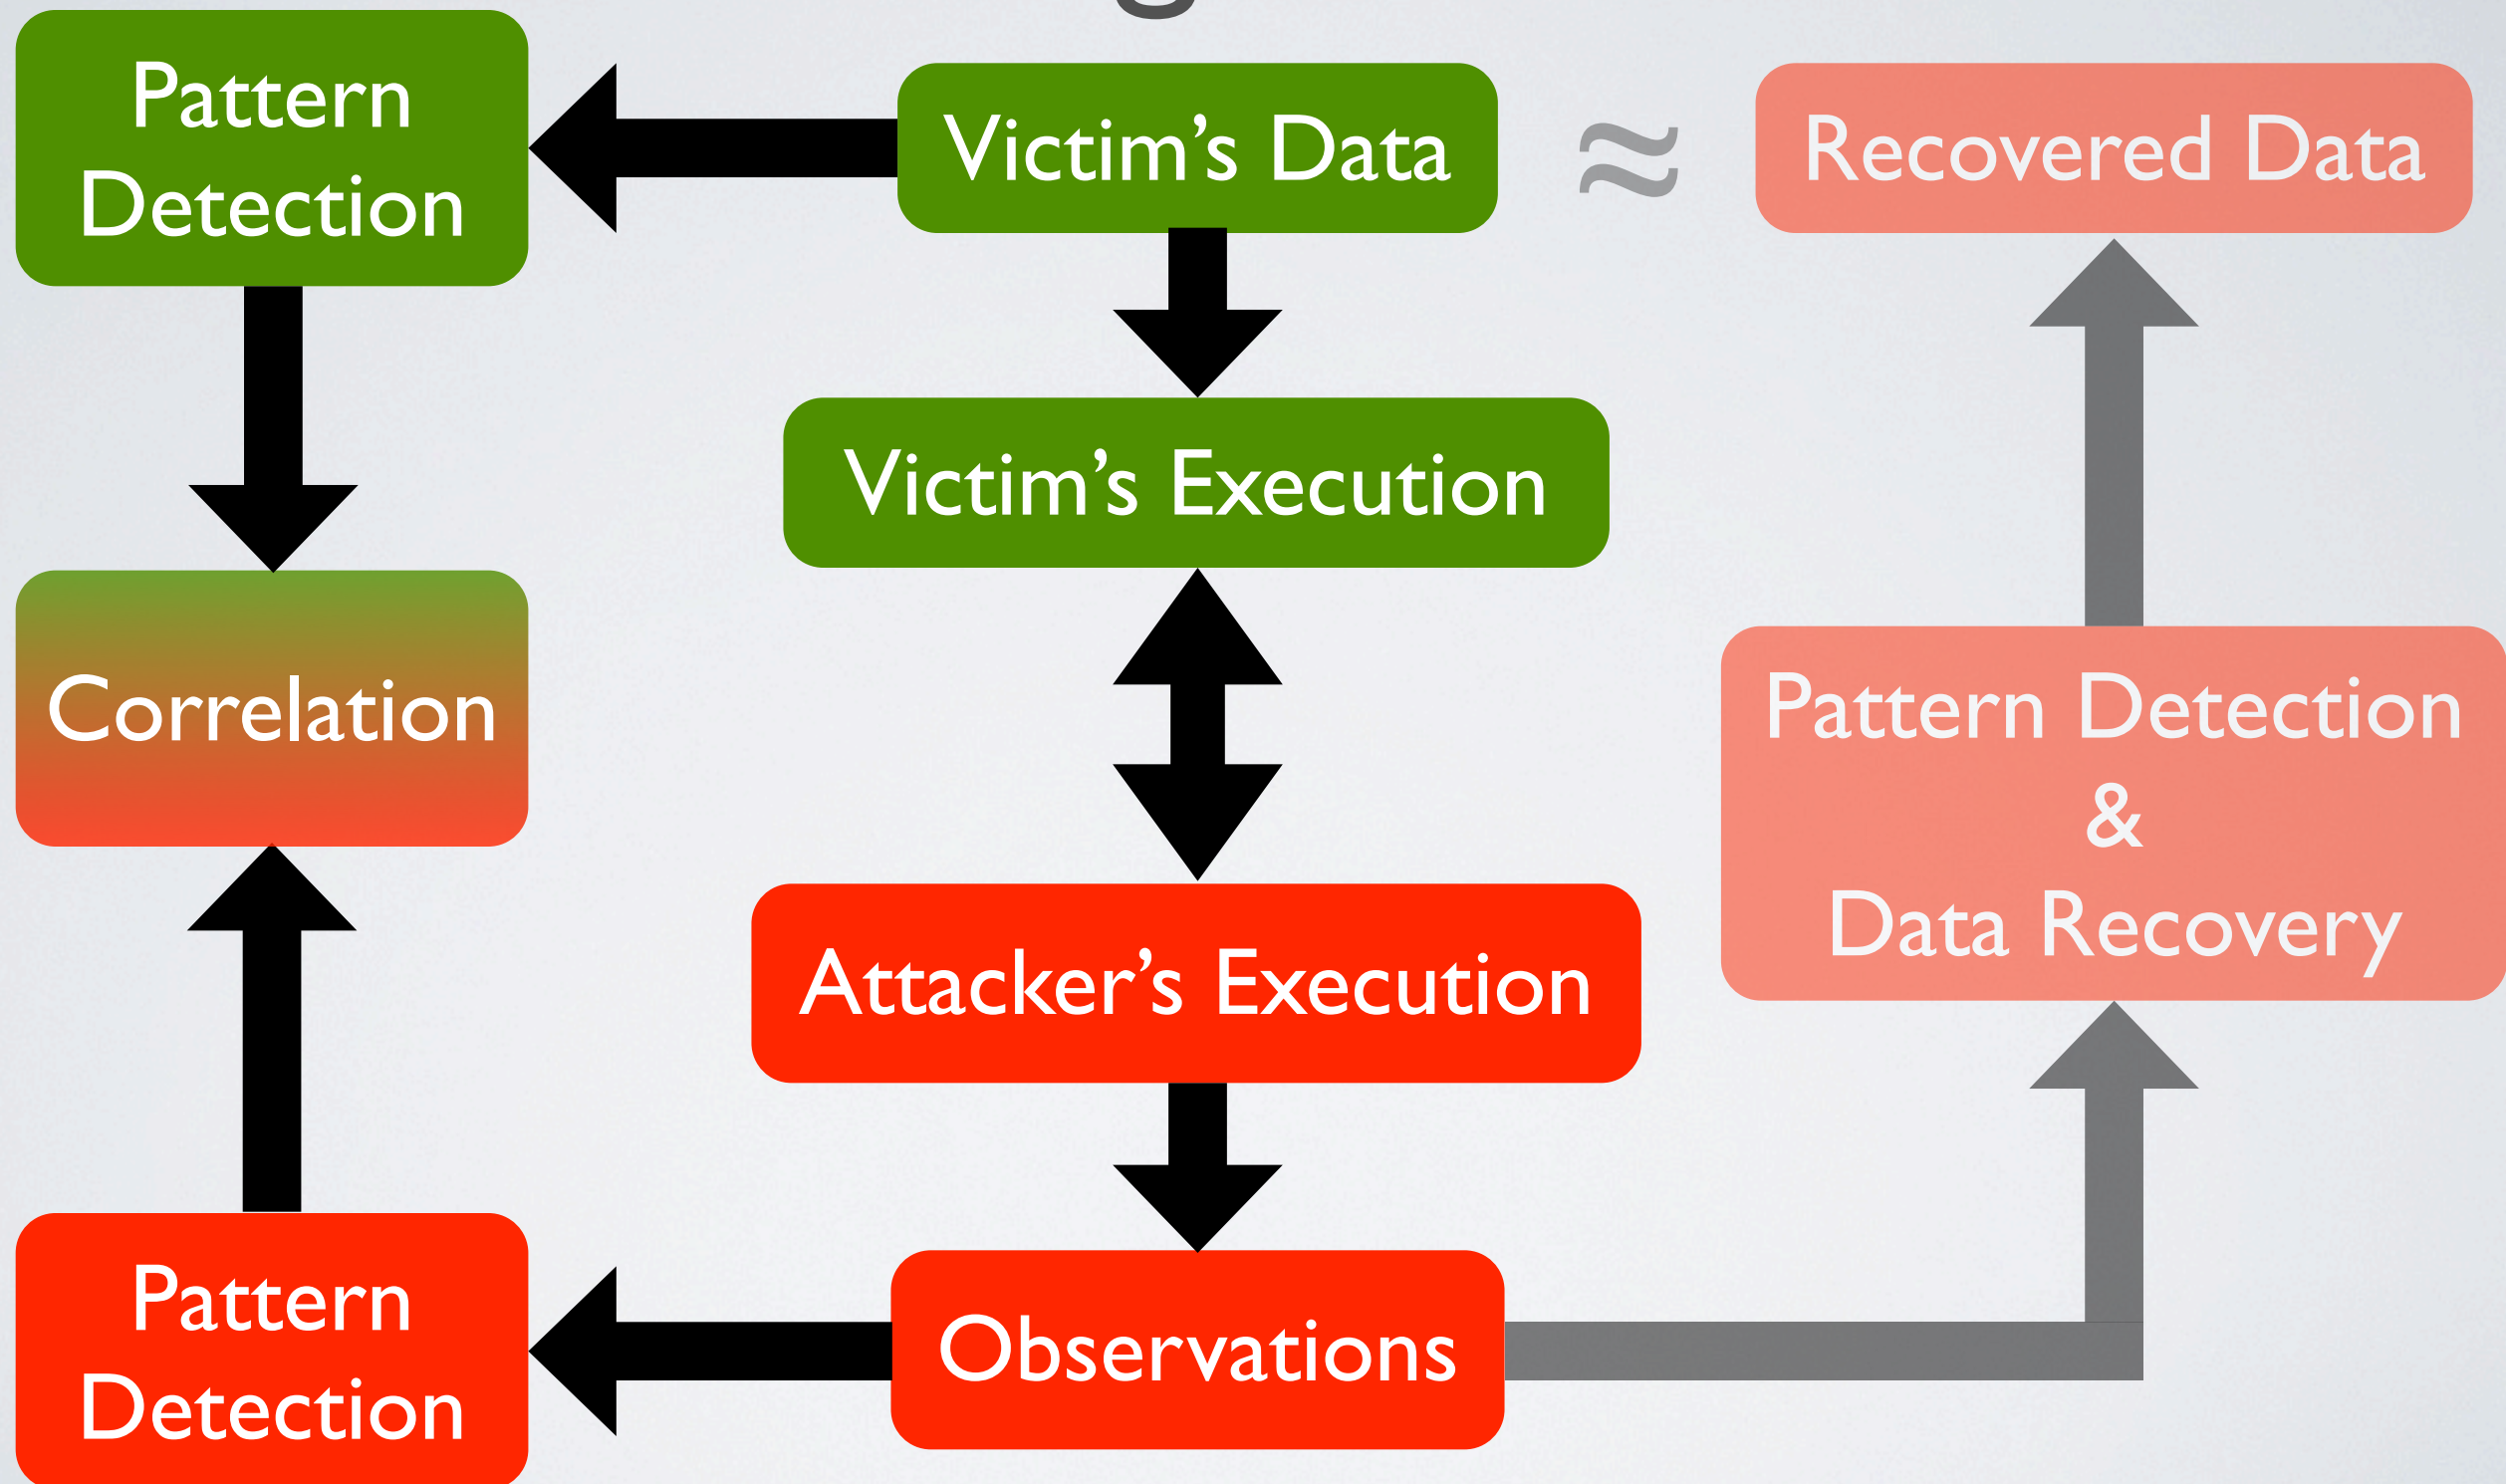 Pattern
Detection
Victim's Data
≈
Recovered Data
Victim's Execution
Correlation
Pattern Detection
&
Data Recovery
Attacker's Execution
Pattern
Detection
Observations